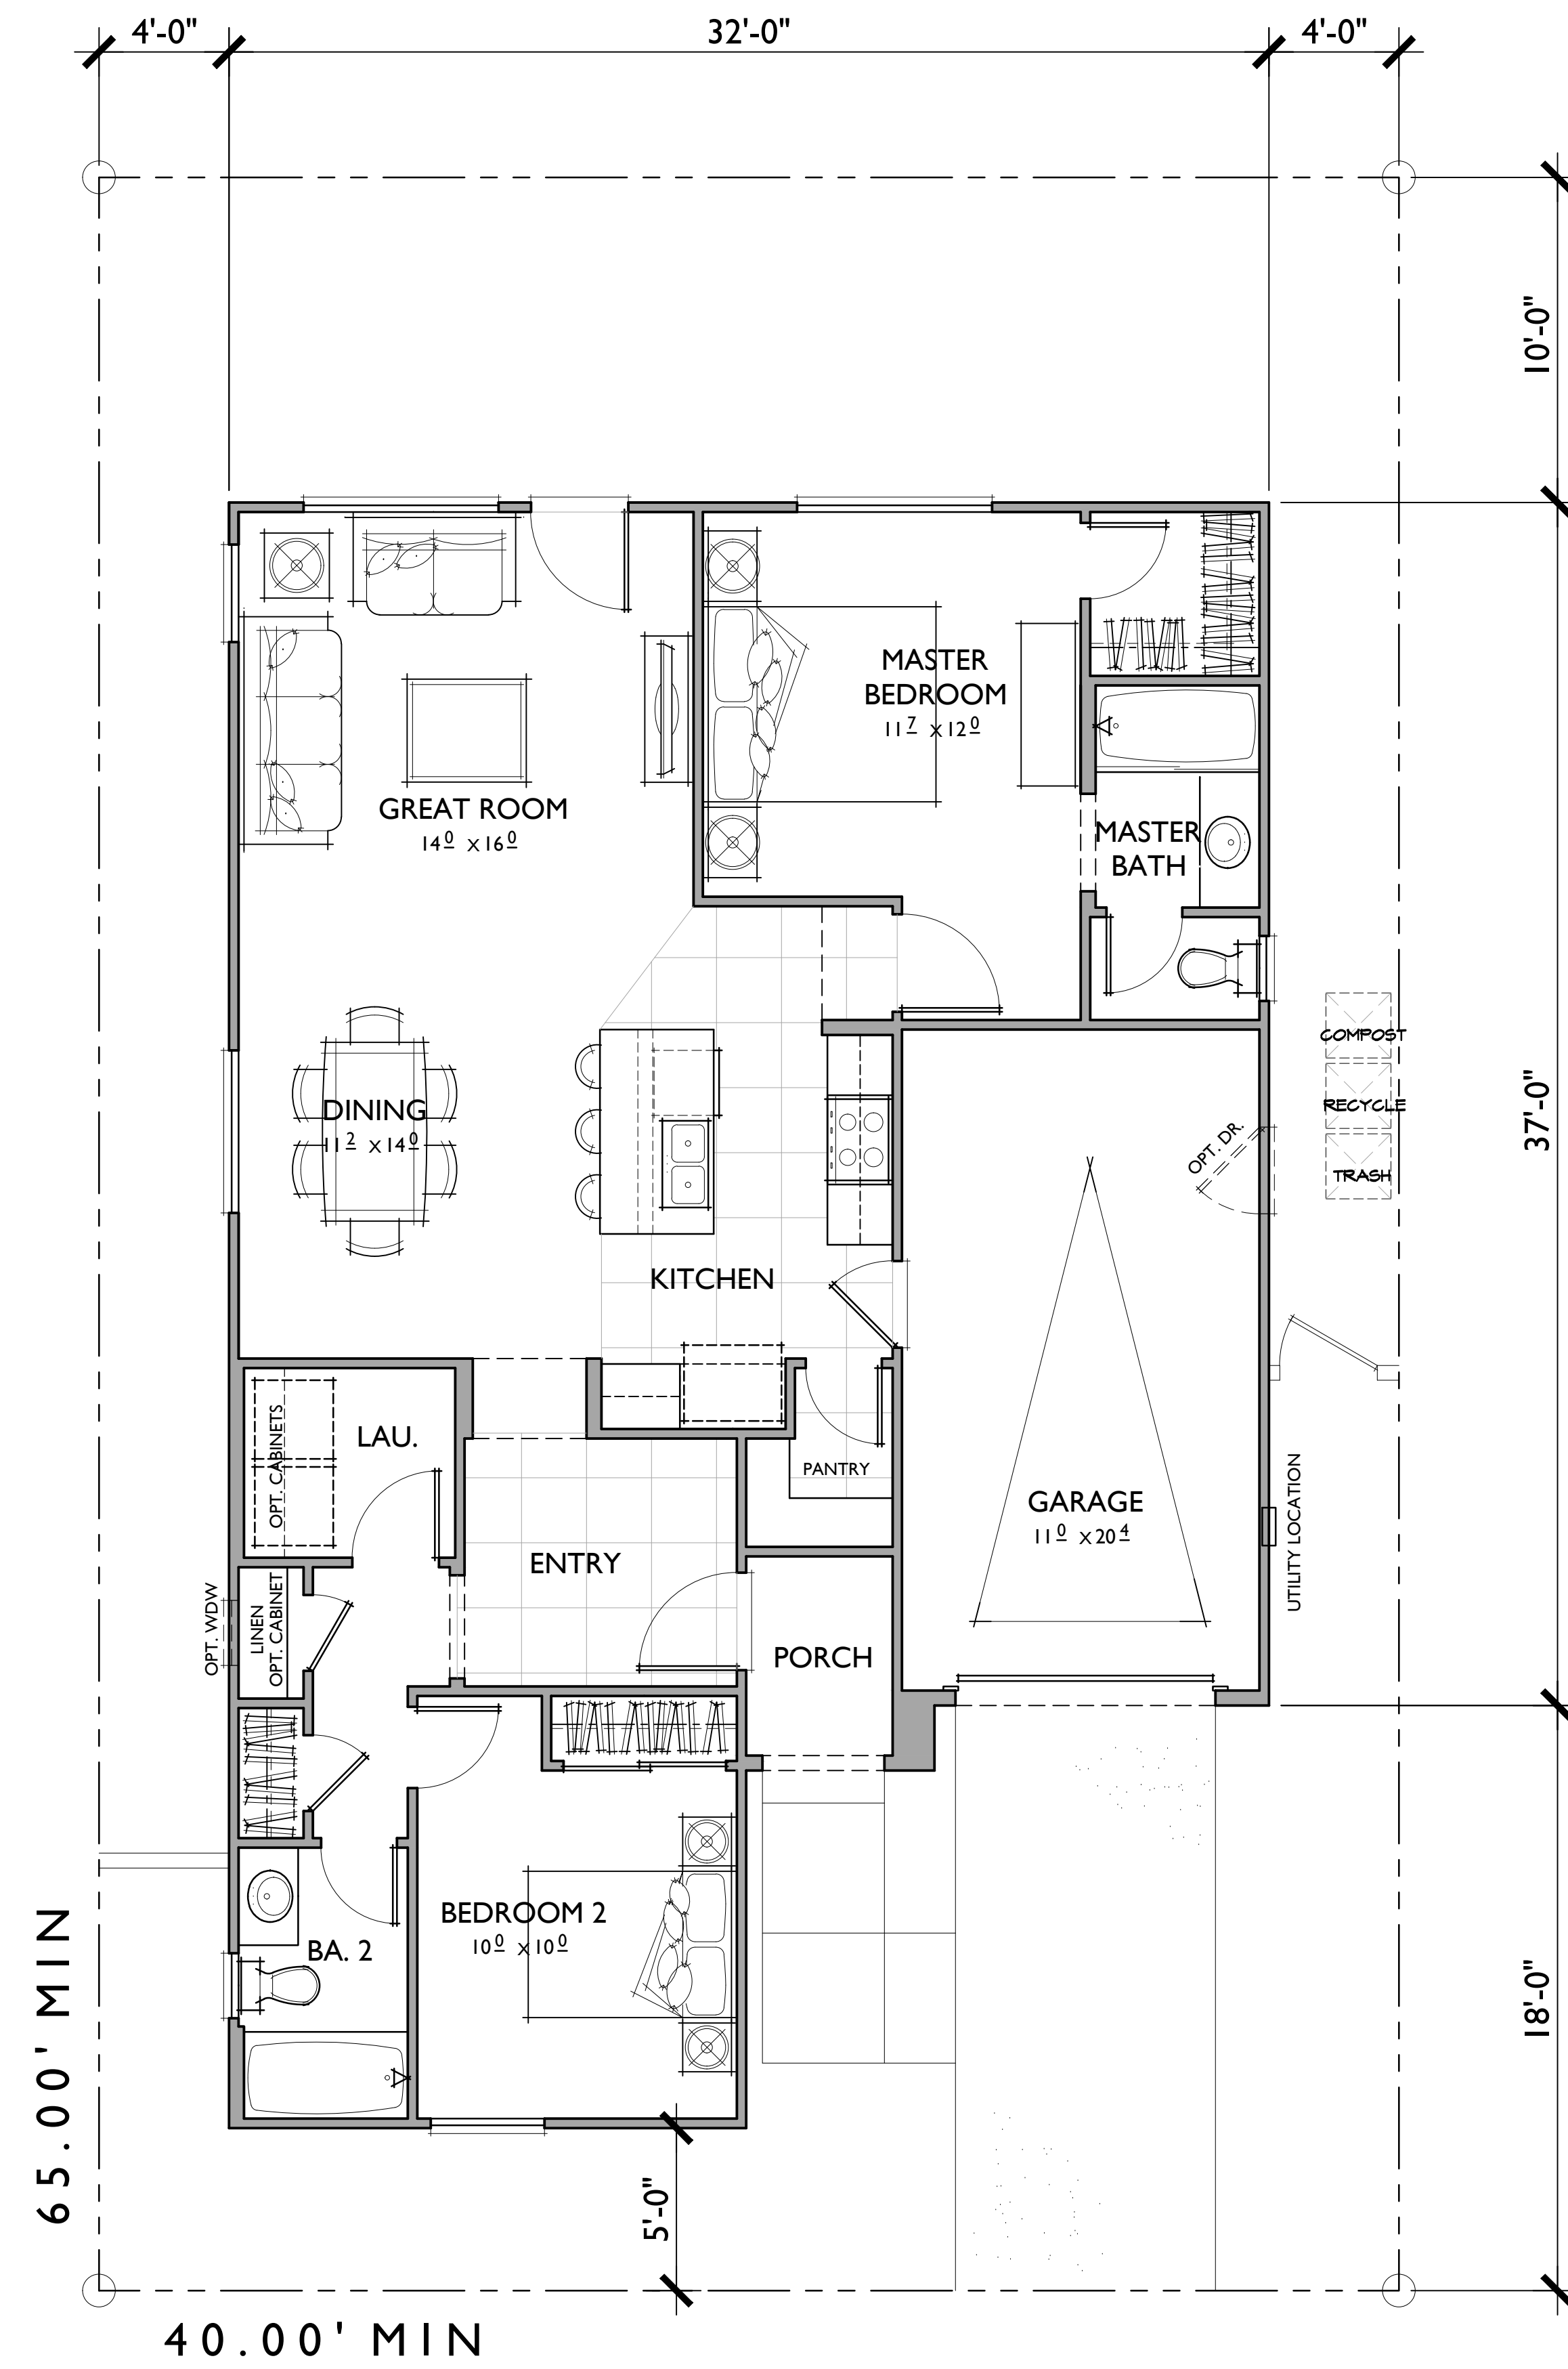 4'-0"
32'-0"
4'-0"
10'-0"
MASTER
BEDROOM
11 7 x 12 0
GREAT ROOM
14 0 x 16 0
MASTER
BATH
COMPOST
RECYCLE
TRASH
37'-0"
DINING
11 2 x 14 0
OPT. DR.
KITCHEN
OPT. CABINETS
LAU.
PANTRY
GARAGE
11 0 x 20 4
UTILITY LOCATION
ENTRY
OPT. WDW
LINEN
OPT. CABINET
PORCH
BEDROOM 2
10 0 x 10 0
BA. 2
18'-0"
65.00' MIN
5'-0"
40.00' MIN